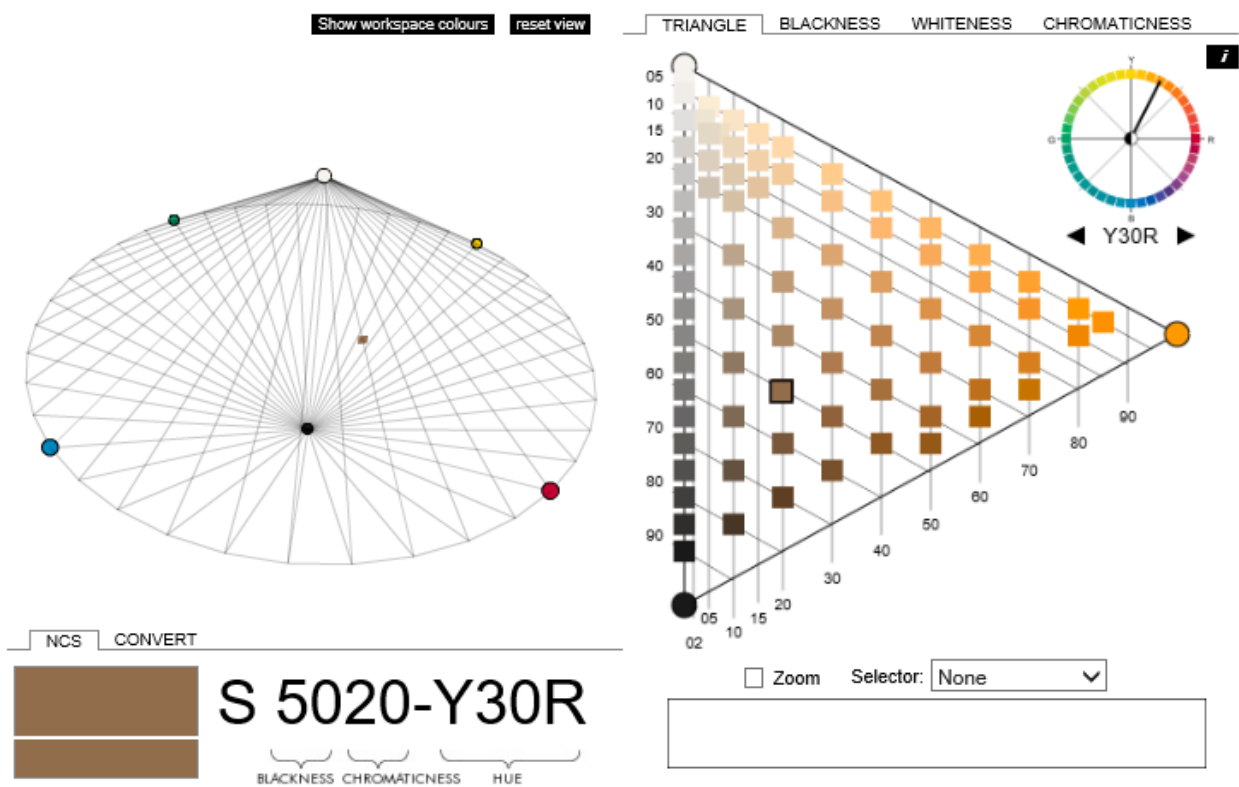 Show workspace colours
reset view
TRIANGLE
BLACKNESS
WHITENESS
CHROMATICNESS
i
Y
G
R
B
Y30R
05
10
15
20
30
40
50
60
70
80
90
02
05
10
15
20
30
40
50
60
70
80
90
NCS
CONVERT
S 5020-Y30R
BLACKNESS
CHROMATICNESS
HUE
Zoom
Selector:
None